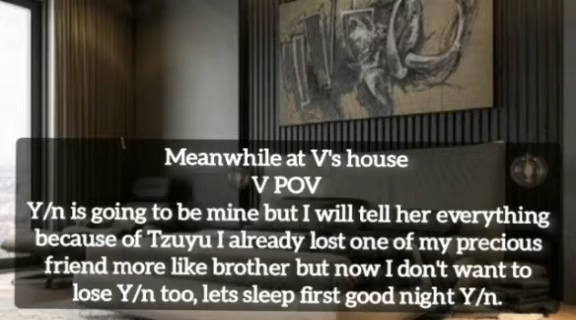 Meanwhile at V's house
V POV
Y/n is going to be mine but I will tell her everything
because of Tzuyu I already lost one of my precious
friend more like brother but now I don't want to
lose Y/n too, lets sleep first good night Y/n.